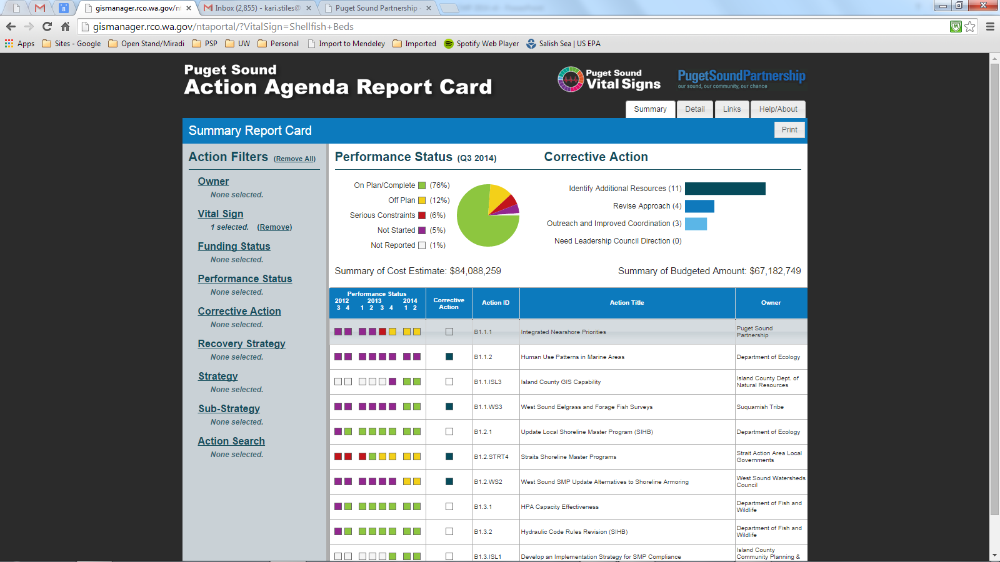 gismanager.rco.wa.gov/nt
Inbox (2,855) - kari.stiles@
Puget Sound Partnership
gismanager.rco.wa.gov/ntaportal/?VitalSign=Shellfish+Beds
Apps Sites - Google Open Stand/Miradi PSP UW Personal Import to Mendeley Imported Spotify Web Player Salish Sea | US EPA
Puget Sound
Action Agenda Report Card
Puget Sound
Vital Signs
PugetSoundPartnership
our sound, our community, our chance
Summary Detail Links Help/About
Summary Report Card
Print
Action Filters (Remove All)
Owner
None selected.
Vital Sign
1 selected. (Remove)
Funding Status
None selected.
Performance Status
None selected.
Corrective Action
None selected.
Recovery Strategy
None selected.
Strategy
None selected.
Sub-Strategy
None selected.
Action Search
None selected.
Performance Status (Q3 2014)
On Plan/Complete (76%)
Off Plan (12%)
Serious Constraints (6%)
Not Started (5%)
Not Reported (1%)
Corrective Action
Identify Additional Resources (11)
Revise Approach (4)
Outreach and Improved Coordination (3)
Need Leadership Council Direction (0)
Summary of Cost Estimate: $84,088,259
Summary of Budgeted Amount: $67,182,749
Performance Status
2012 2013 2014
3 4 1 2 3 4 1 2
Corrective
Action
Action ID
Action Title
Owner
B1.1.1 Integrated Nearshore Priorities
Puget Sound
Partnership
B1.1.2 Human Use Patterns in Marine Areas Department of Ecology
B1.1.ISL3 Island County GIS Capability
Island County Dept. of
Natural Resources
B1.1.WS3 West Sound Eelgrass and Forage Fish Surveys Suquamish Tribe
B1.2.1 Update Local Shoreline Master Program (SIHB) Department of Ecology
B1.2.STRT4 Straits Shoreline Master Programs
Strait Action Area Local
Governments
B1.2.WS2 West Sound SMP Update Alternatives to Shoreline Armoring
West Sound Watersheds
Council
B1.3.1 HPA Capacity Effectiveness
Department of Fish and
Wildlife
B1.3.2 Hydraulic Code Rules Revision (SIHB)
Department of Fish and
Wildlife
B1.3.ISL1 Develop an Implementation Strategy for SMP Compliance
Island County
Community Planning &